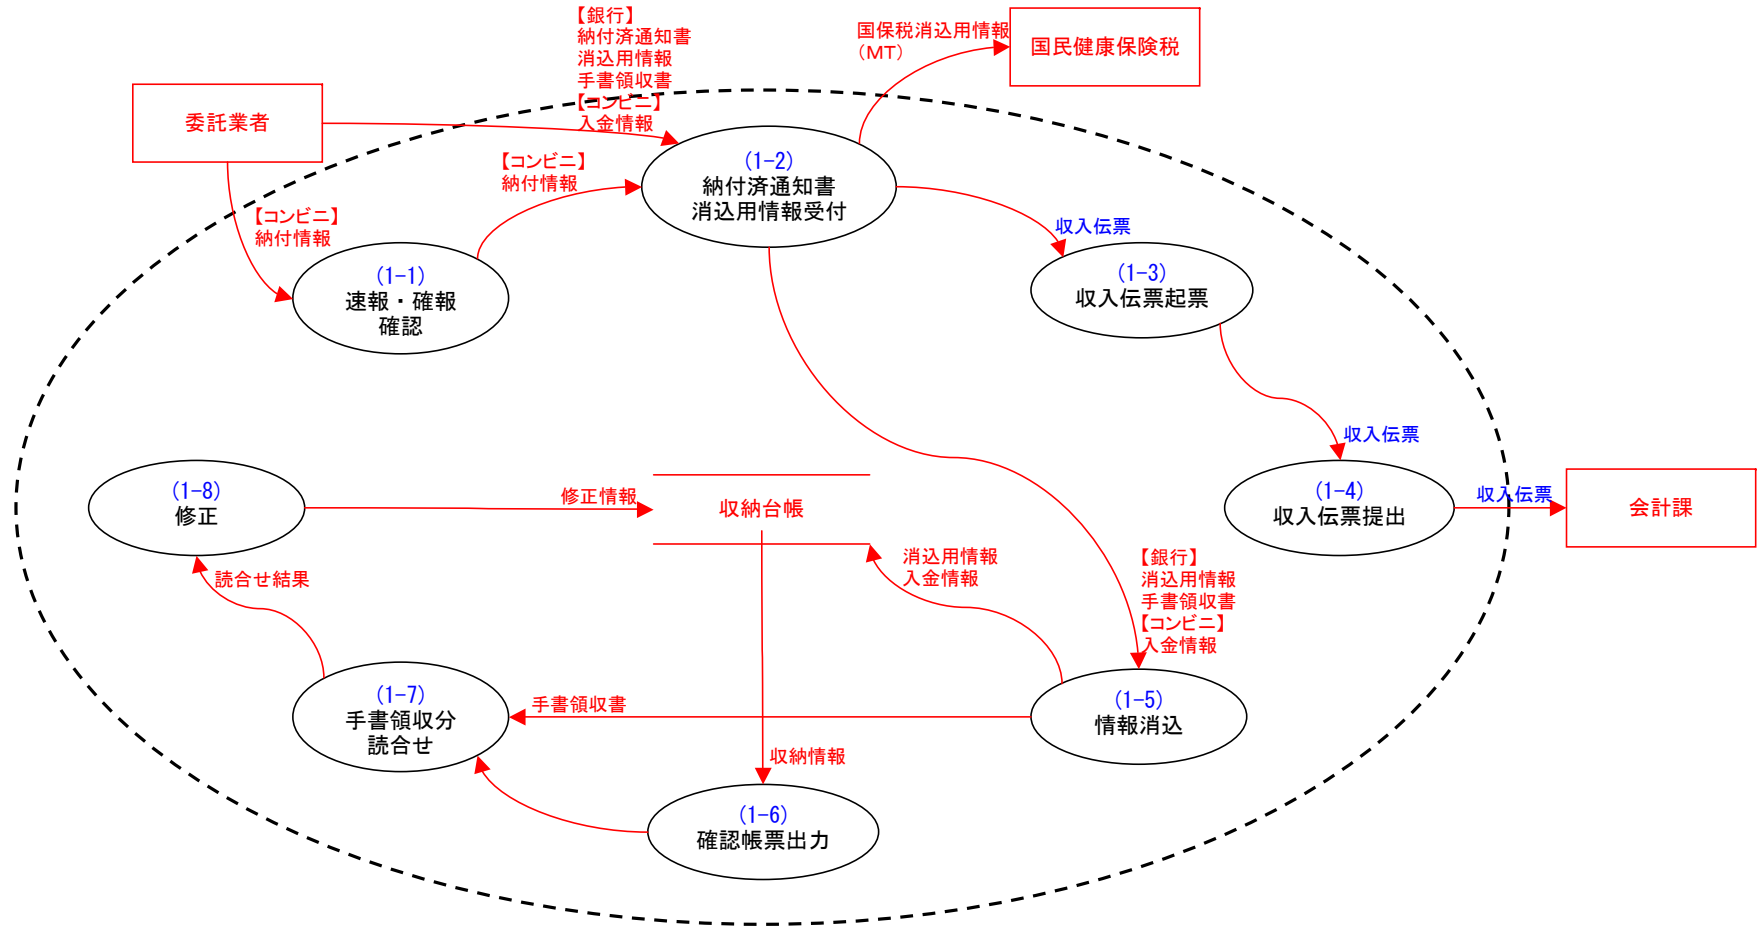 【銀行】
納付済通知書
消込用情報
手書領収書
【コンビニ】
入金情報
国保税消込用情報
（MT）
国民健康保険税
委託業者
【コンビニ】
納付情報
(1-2)
納付済通知書
消込用情報受付
【コンビニ】
納付情報
収入伝票
(1-1)
速報・確報
確認
(1-3)
収入伝票起票
収入伝票
(1-8)
修正
修正情報
収納台帳
(1-4)
収入伝票提出
収入伝票
会計課
読合せ結果
消込用情報
入金情報
【銀行】
消込用情報
手書領収書
【コンビニ】
入金情報
(1-7)
手書領収分
読合せ
手書領収書
(1-5)
情報消込
収納情報
(1-6)
確認帳票出力